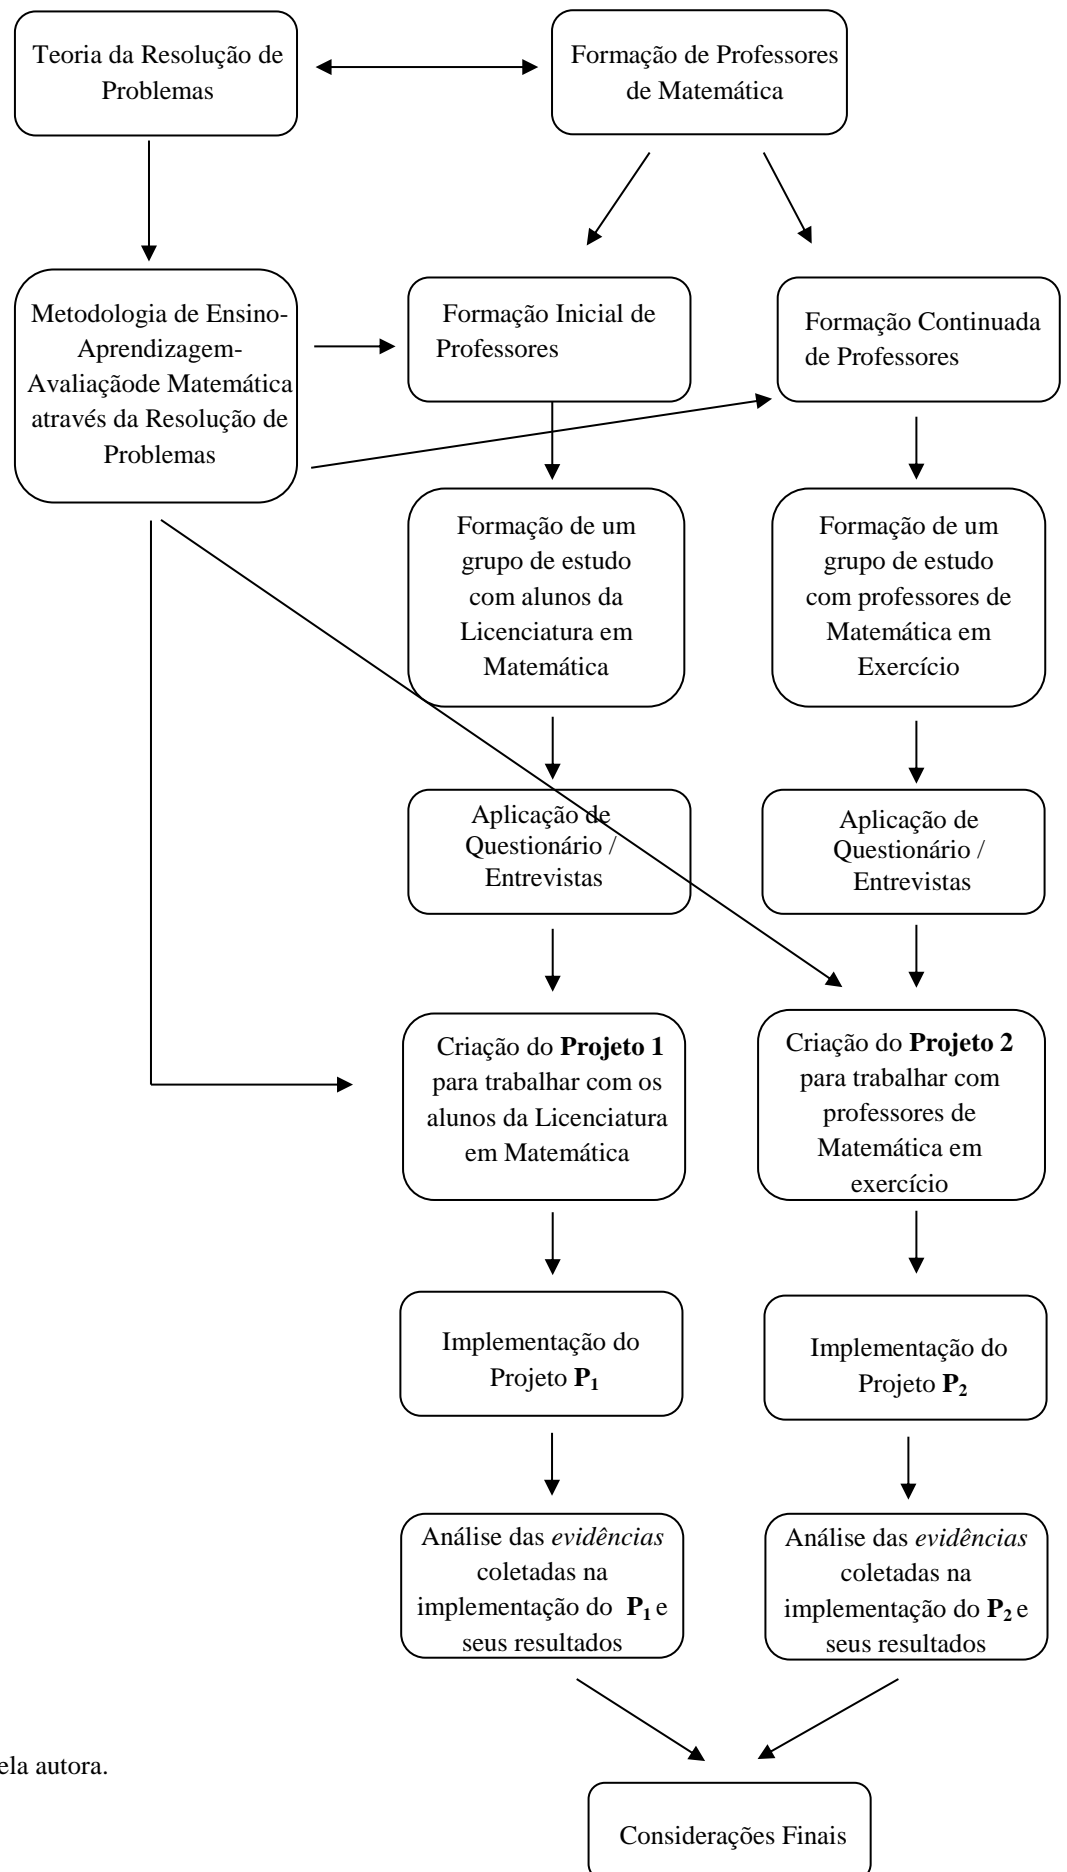 Teoria da Resolução de
Problemas
Formação de Professores
de Matemática
Metodologia de Ensino-
Aprendizagem-
Avaliaçãode Matemática
através da Resolução de
Problemas
Formação Inicial de
Professores
Formação Continuada
de Professores
Formação de um
grupo de estudo
com alunos da
Licenciatura em
Matemática
Formação de um
grupo de estudo
com professores de
Matemática em
Exercício
Aplicação de
Questionário /
Entrevistas
Aplicação de
Questionário /
Entrevistas
Criação do Projeto 1
para trabalhar com os
alunos da Licenciatura
em Matemática
Criação do Projeto 2
para trabalhar com
professores de
Matemática em
exercício
Implementação do
Projeto P1
Implementação do
Projeto P2
Análise das evidências
coletadas na
implementação do P1 e
seus resultados
Análise das evidências
coletadas na
implementação do P2 e
seus resultados
ela autora.
Considerações Finais